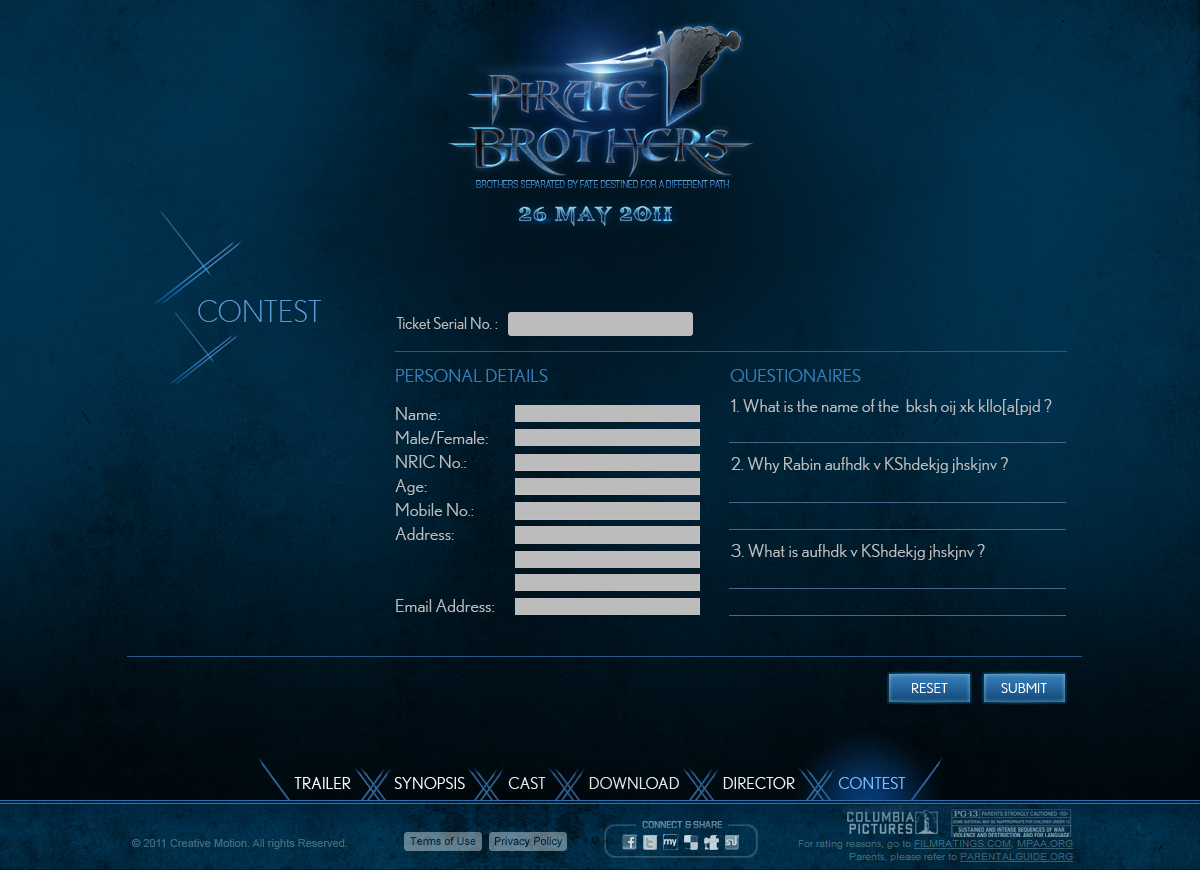 PIRATE
BROTHERS
BROTHERS SEPARATED BY FATE DESTINED FOR A DIFFERENT PATH
26 MAY 2011
CONTEST
Ticket Serial No. :
PERSONAL DETAILS
Name:
Male/Female:
NRIC No.:
Age:
Mobile No.:
Address:
Email Address:
QUESTIONAIRES
1. What is the name of the bksh oij xk kllo[a[pjd ?
2. Why Rabin aufhdk v KShdekjg jhskjnv ?
3. What is aufhdk v KShdekjg jhskjnv ?
RESET SUBMIT
TRAILER SYNOPSIS CAST DOWNLOAD DIRECTOR CONTEST
© 2011 Creative Motion. All rights Reserved.
Terms of Use Privacy Policy
CONNECT & SHARE
my
COLUMBIA
PICTURES
PG-13 PARENTS STRONGLY CAUTIONED
SOME MATERIAL MAY BE INAPPROPRIATE FOR CHILDREN UNDER 13
SUSTAINED AND INTENSE SEQUENCES OF WAR
VIOLENCE AND DESTRUCTION, AND FOR LANGUAGE
For rating reasons, go to FILMRATINGS.COM, MPAA.ORG
Parents, please refer to PARENTALGUIDE.ORG